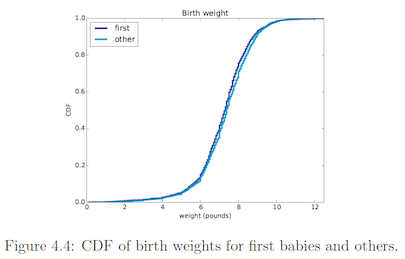 Birth weight
1.0
first
other
0.8
0.6
CDF
0.4
0.2
0.0
0 2 4 6 8 10 12
weight (pounds)
Figure 4.4: CDF of birth weights for first babies and others.